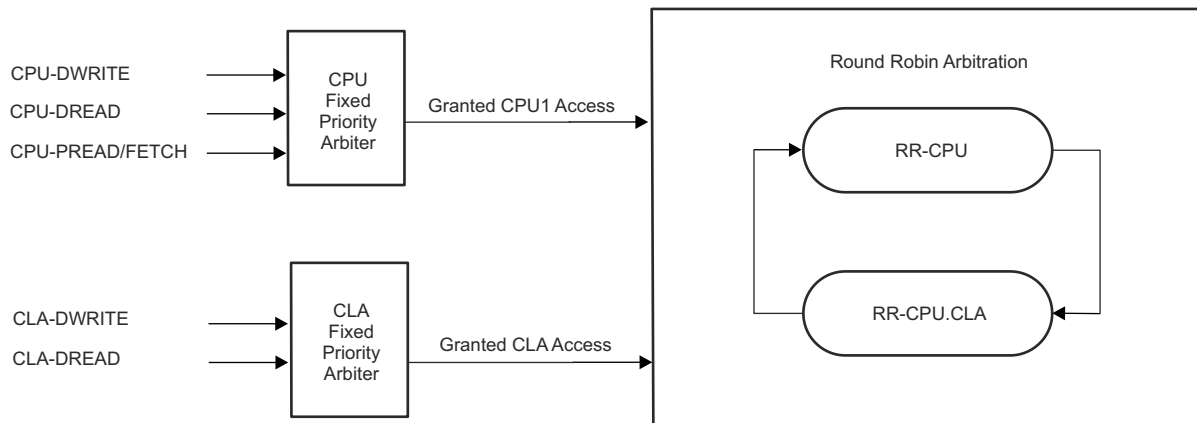 CPU-DWRITE
CPU-DREAD
CPU-PREAD/FETCH
CPU
Fixed
Priority
Arbiter
Granted CPU1 Access
CLA-DWRITE
CLA-DREAD
CLA
Fixed
Priority
Arbiter
Granted CLA Access
Round Robin Arbitration
RR-CPU
RR-CPU.CLA